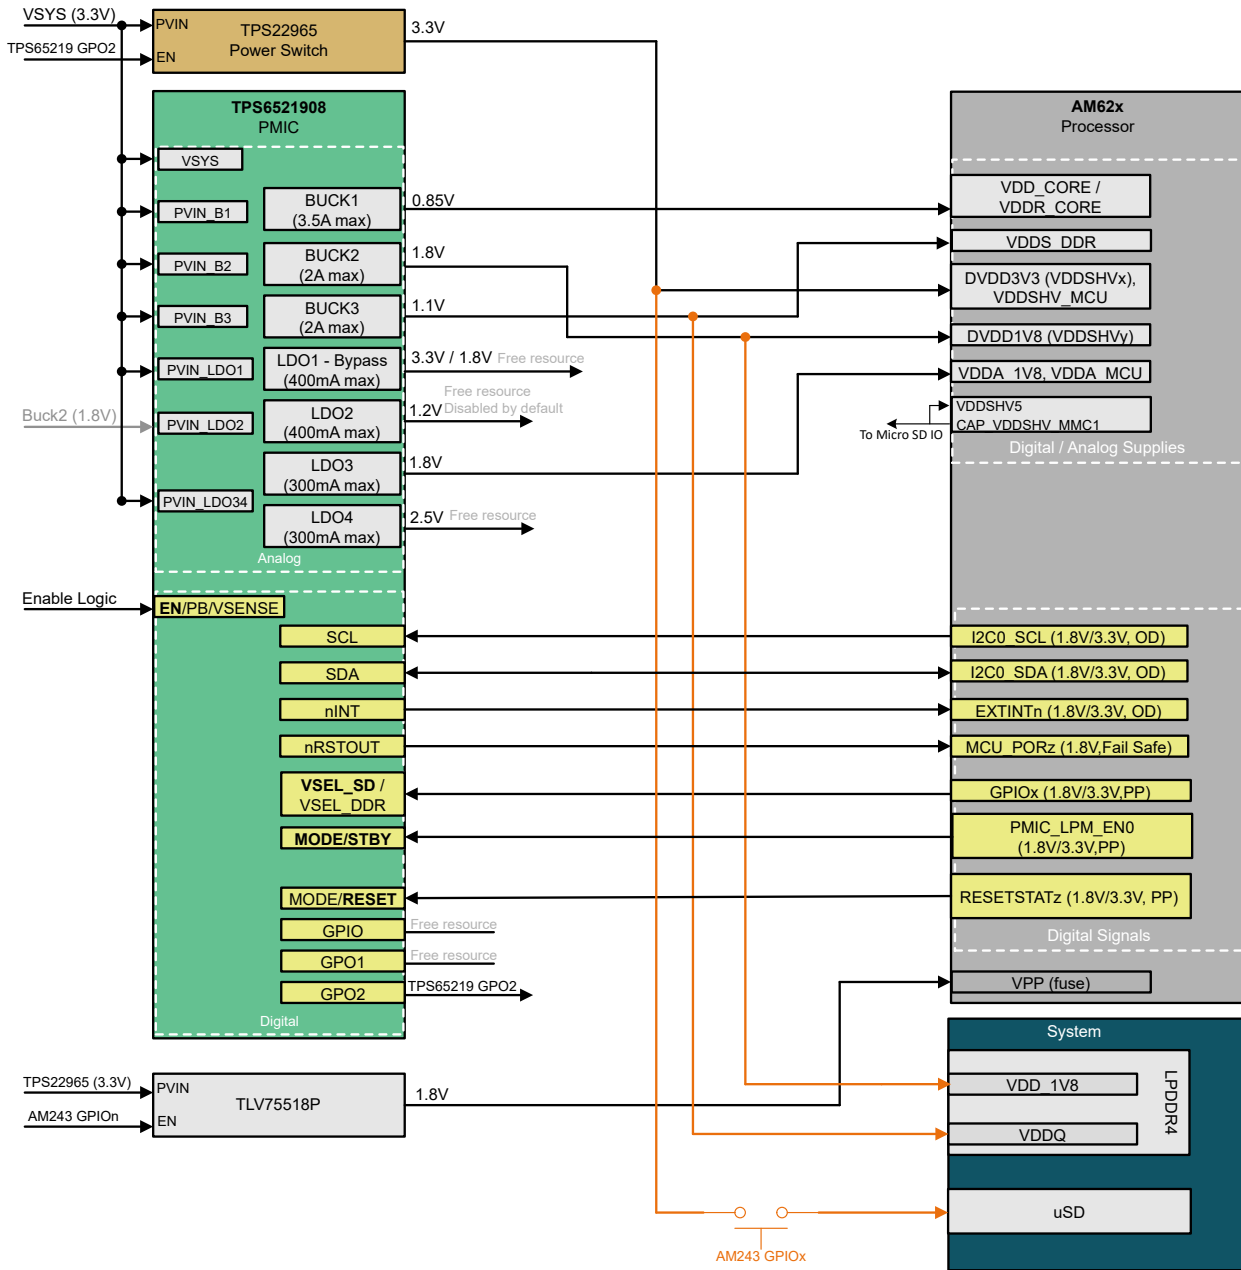 VSYS (3.3V)
TPS65219 GPO2
PVIN
EN
TPS22965
Power Switch
3.3V
TPS6521908
PMIC
VSYS
PVIN_B1
PVIN_B2
PVIN_B3
PVIN_LDO1
Buck2 (1.8V)
PVIN_LDO2
PVIN_LDO34
BUCK1
(3.5A max)
0.85V
BUCK2
(2A max)
1.8V
BUCK3
(2A max)
1.1V
LDO1 - Bypass
(400mA max)
3.3V / 1.8V Free resource
LDO2
(400mA max)
Free resource
Disabled by default
1.2V
LDO3
(300mA max)
1.8V
LDO4
(300mA max)
2.5V Free resource
Analog
Enable Logic
EN/PB/VSENSE
SCL
SDA
nINT
nRSTOUT
VSEL_SD /
VSEL_DDR
MODE/STBY
MODE/RESET
GPIO
Free resource
GPO1
Free resource
GPO2
TPS65219 GPO2
Digital
AM62x
Processor
VDD_CORE /
VDDR_CORE
VDDS_DDR
DVDD3V3 (VDDSHVx),
VDDSHV_MCU
DVDD1V8 (VDDSHVy)
VDDA_1V8, VDDA_MCU
VDDSHV5
CAP_VDDSHV_MMC1
To Micro SD IO
Digital / Analog Supplies
I2C0_SCL (1.8V/3.3V, OD)
I2C0_SDA (1.8V/3.3V, OD)
EXTINTn (1.8V/3.3V, OD)
MCU_PORz (1.8V,Fail Safe)
GPIOx (1.8V/3.3V,PP)
PMIC_LPM_EN0
(1.8V/3.3V,PP)
RESETSTATz (1.8V/3.3V, PP)
Digital Signals
VPP (fuse)
TPS22965 (3.3V)
AM243 GPIOn
PVIN
EN
TLV75518P
1.8V
System
VDD_1V8
VDDQ
LPDDR4
uSD
AM243 GPIOx